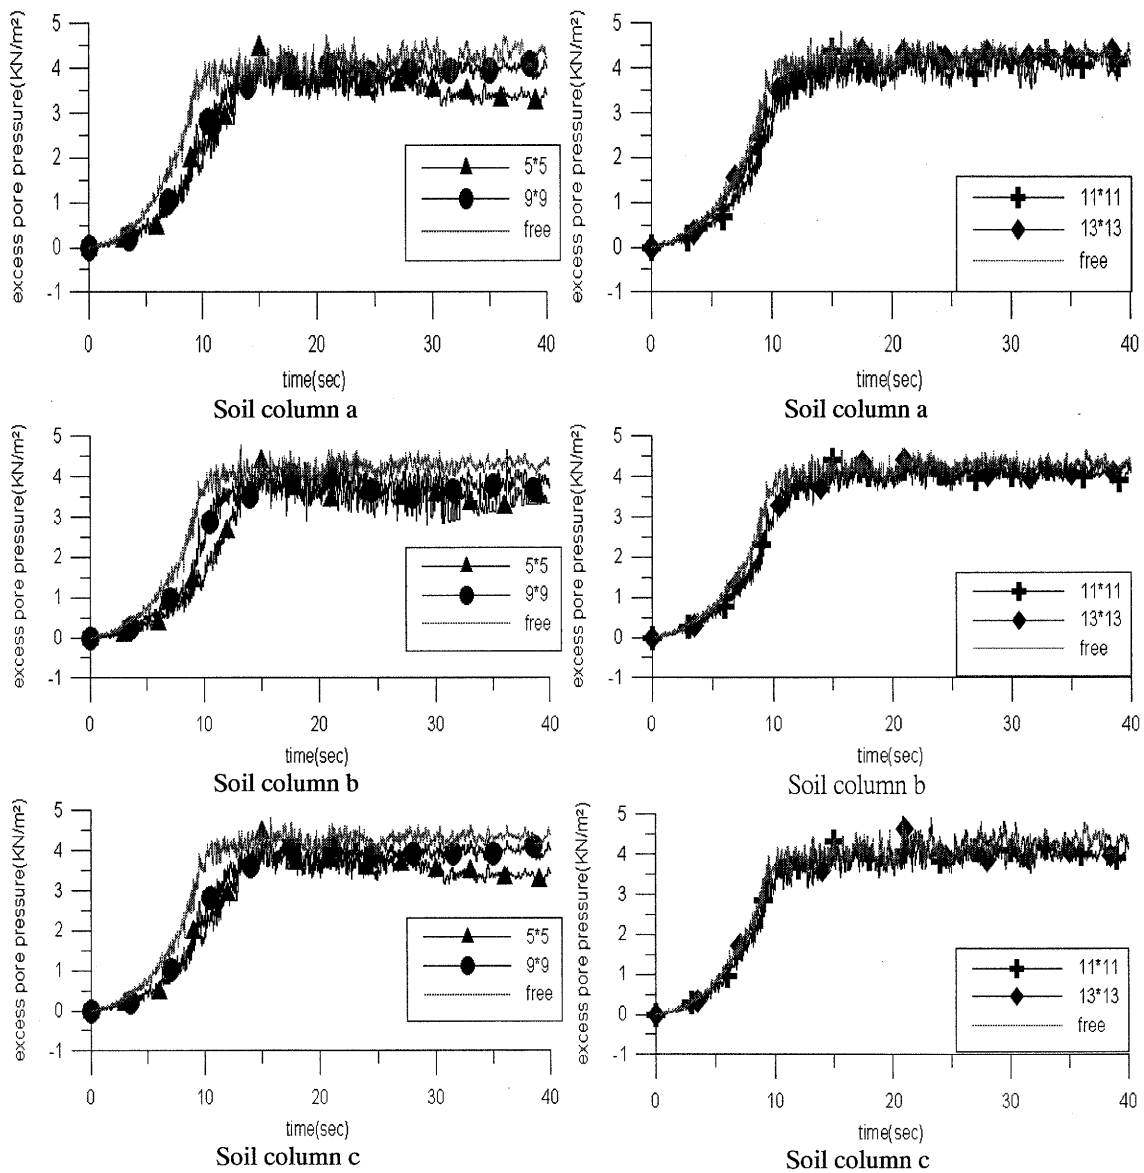 excess pore pressure(KN/m²)
5
4
3
2
1
0
-1
0 10 20 30 40
time(sec)
5*5
9*9
free
Soil column a
excess pore pressure(KN/m²)
5
4
3
2
1
0
-1
0 10 20 30 40
time(sec)
11*11
13*13
free
Soil column a
excess pore pressure(KN/m²)
5
4
3
2
1
0
-1
0 10 20 30 40
time(sec)
5*5
9*9
free
Soil column b
excess pore pressure(KN/m²)
5
4
3
2
1
0
-1
0 10 20 30 40
time(sec)
11*11
13*13
free
Soil column b
excess pore pressure(KN/m²)
5
4
3
2
1
0
-1
0 10 20 30 40
time(sec)
5*5
9*9
free
Soil column c
excess pore pressure(KN/m²)
5
4
3
2
1
0
-1
0 10 20 30 40
time(sec)
11*11
13*13
free
Soil column c